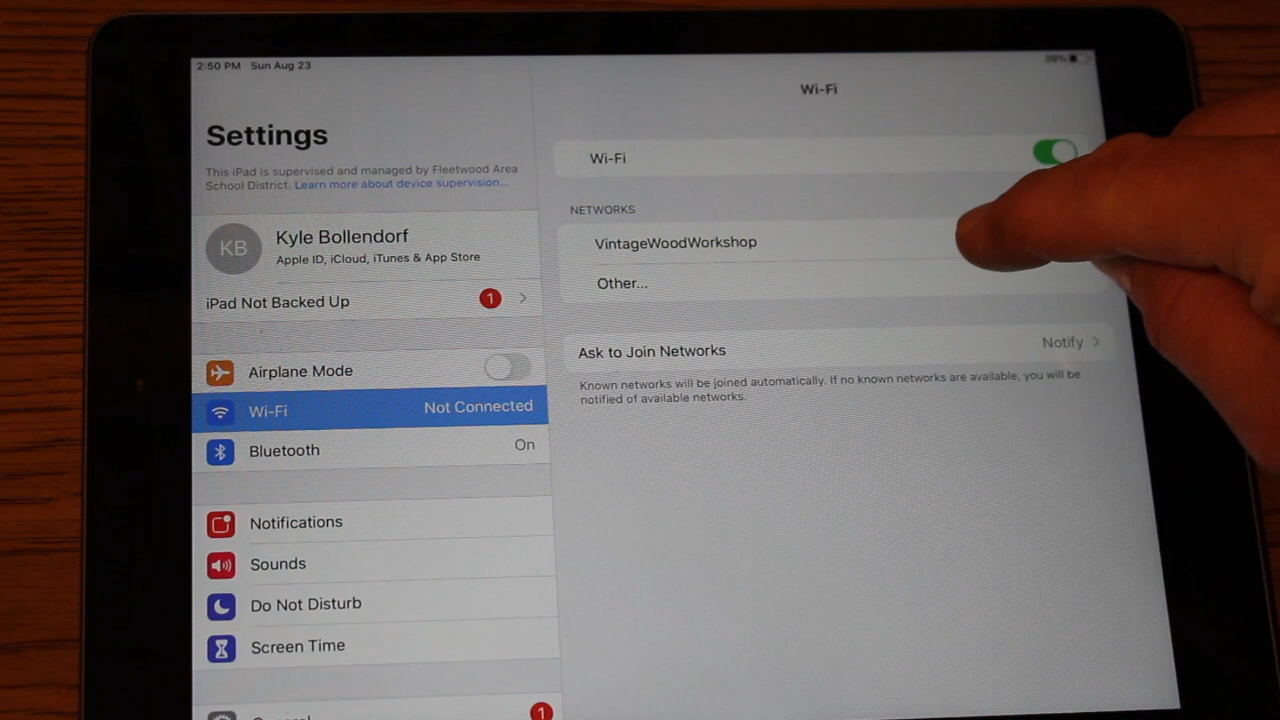 2:50 PM Sun Aug 23
Settings
This iPad is supervised and managed by Fleetwood Area
School District. Learn more about device supervision...
KB
Kyle Bollendorf
Apple ID, iCloud, iTunes & App Store
iPad Not Backed Up 1
Airplane Mode
Wi-Fi Not Connected
Bluetooth On
Notifications
Sounds
Do Not Disturb
Screen Time
General 1
Wi-Fi
Wi-Fi
NETWORKS
VintageWoodWorkshop
Other...
Ask to Join Networks Notify
Known networks will be joined automatically. If no known networks are available, you will be
notified of available networks.